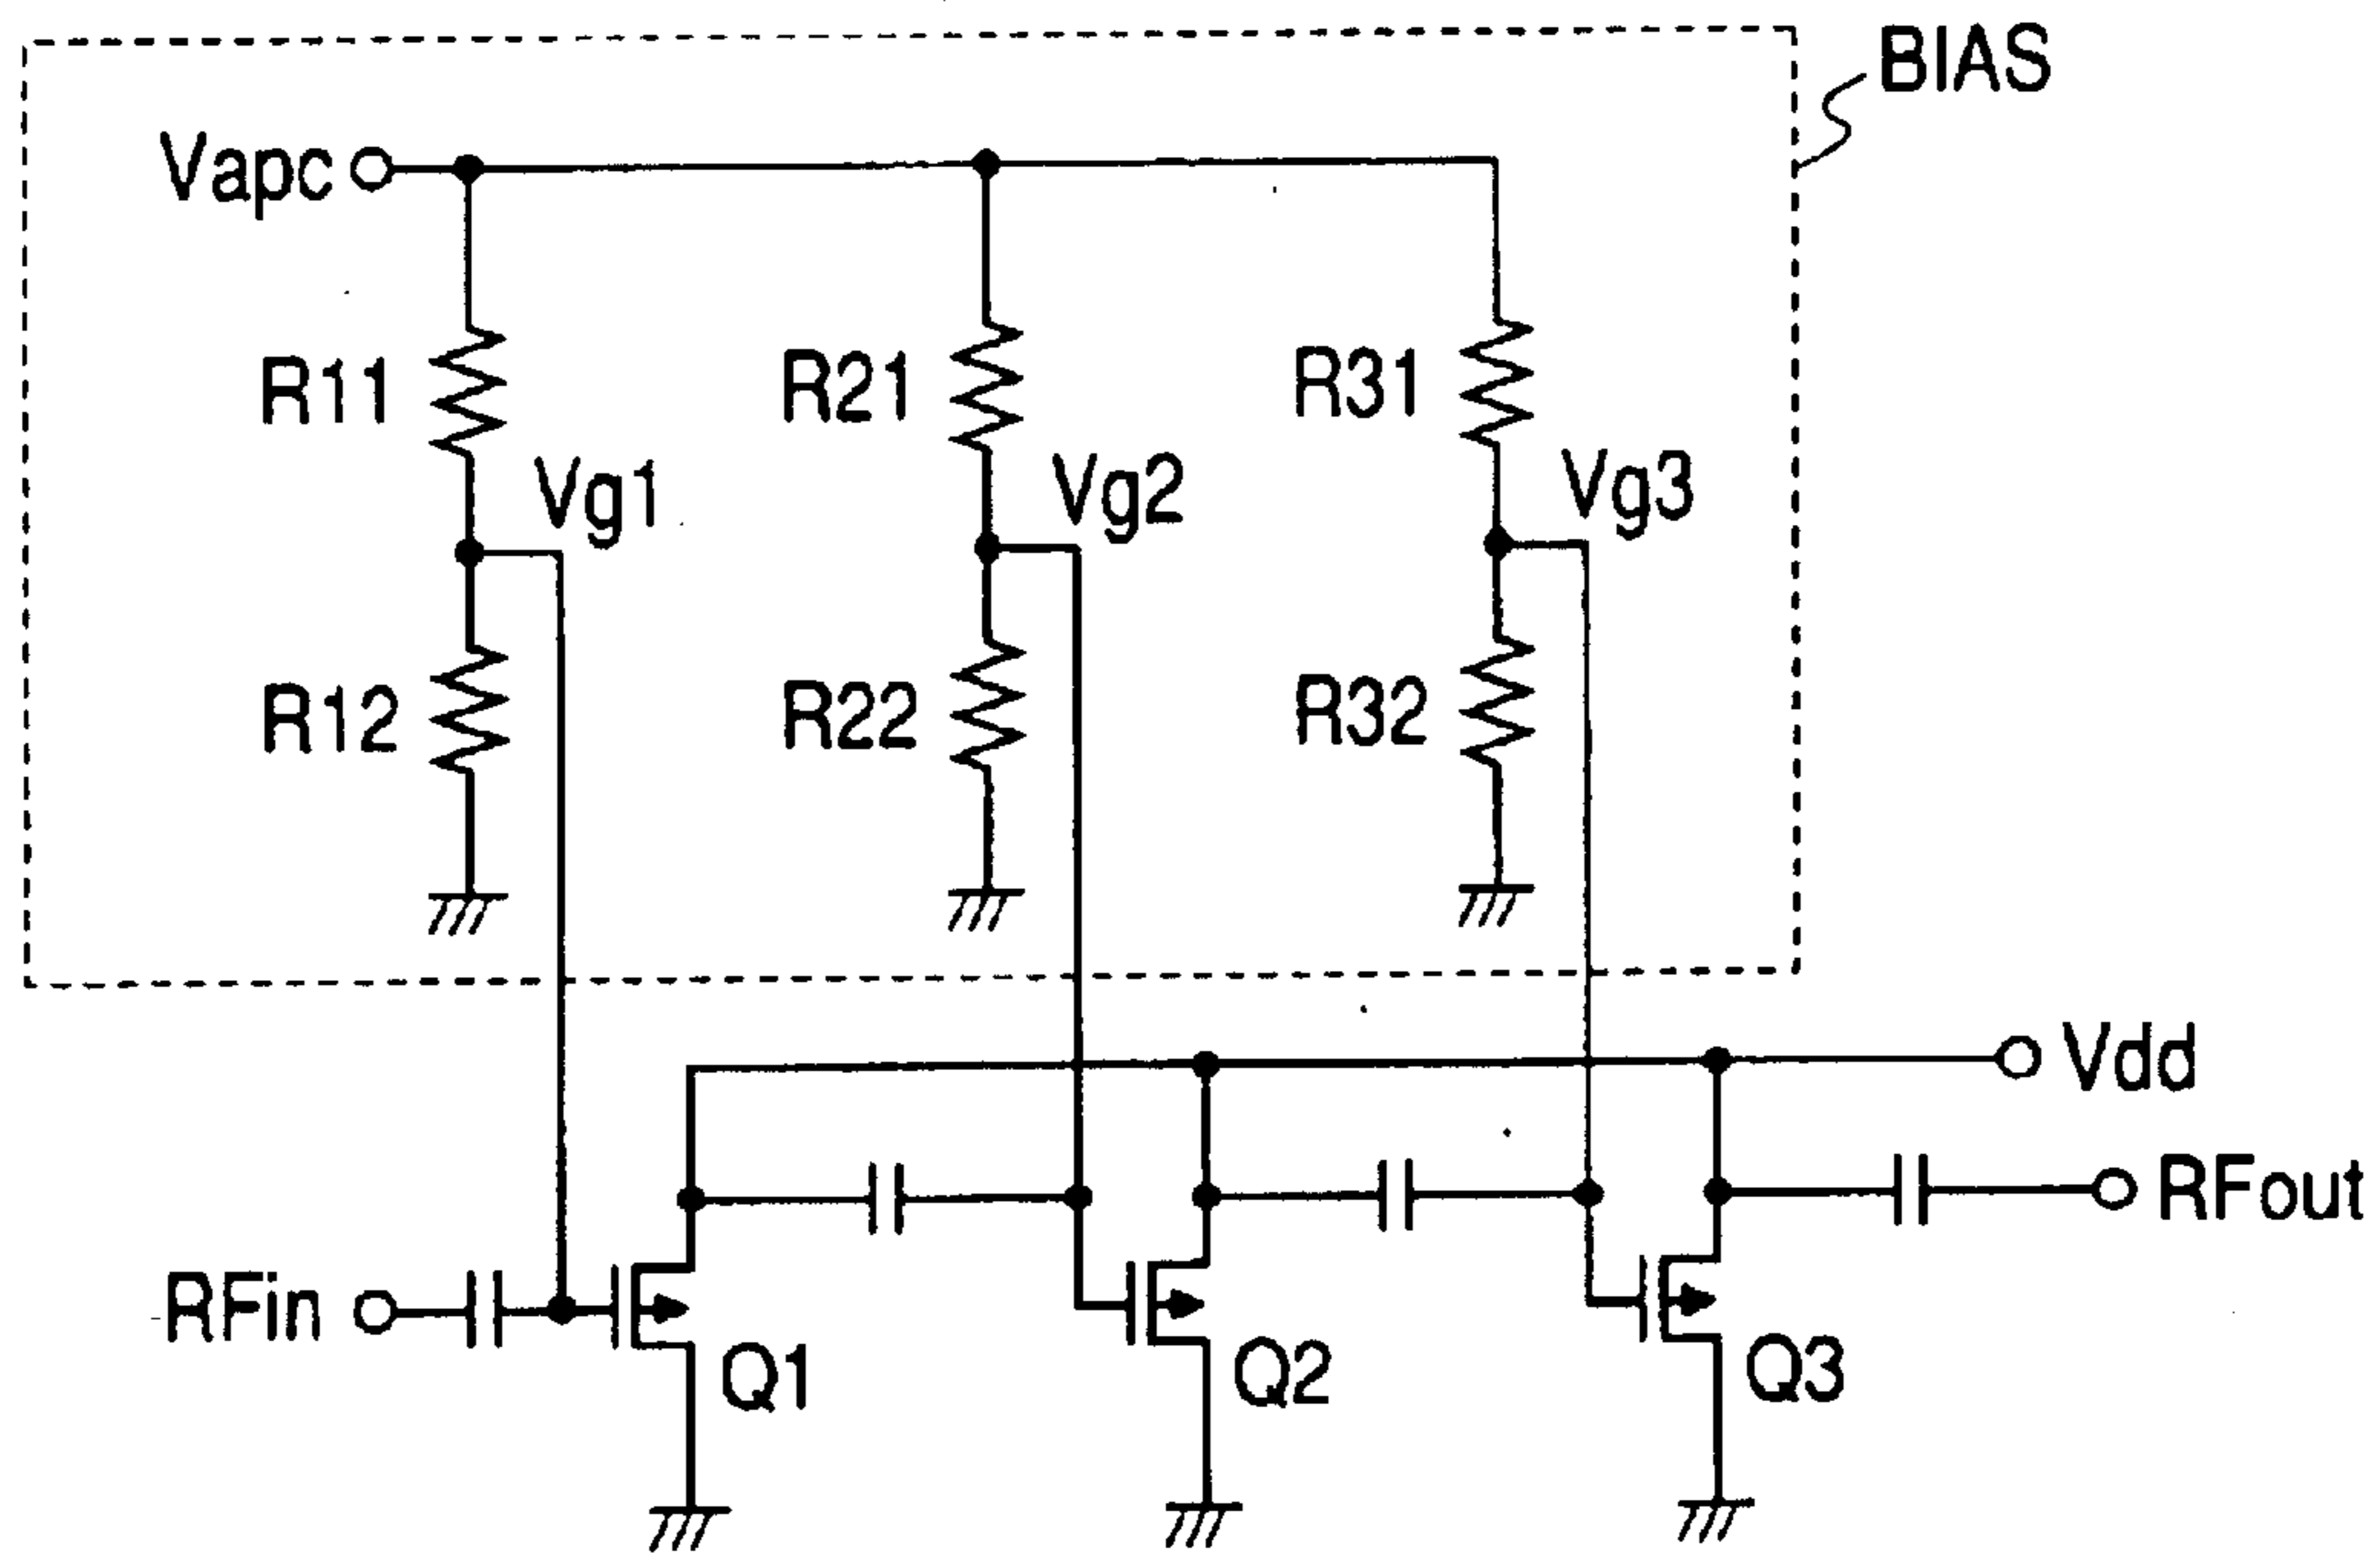 BIAS
Vapc
R11
R21
R31
Vg1
Vg2
Vg3
R12
R22
R32
Vdd
RFout
RFin
Q1
Q2
Q3